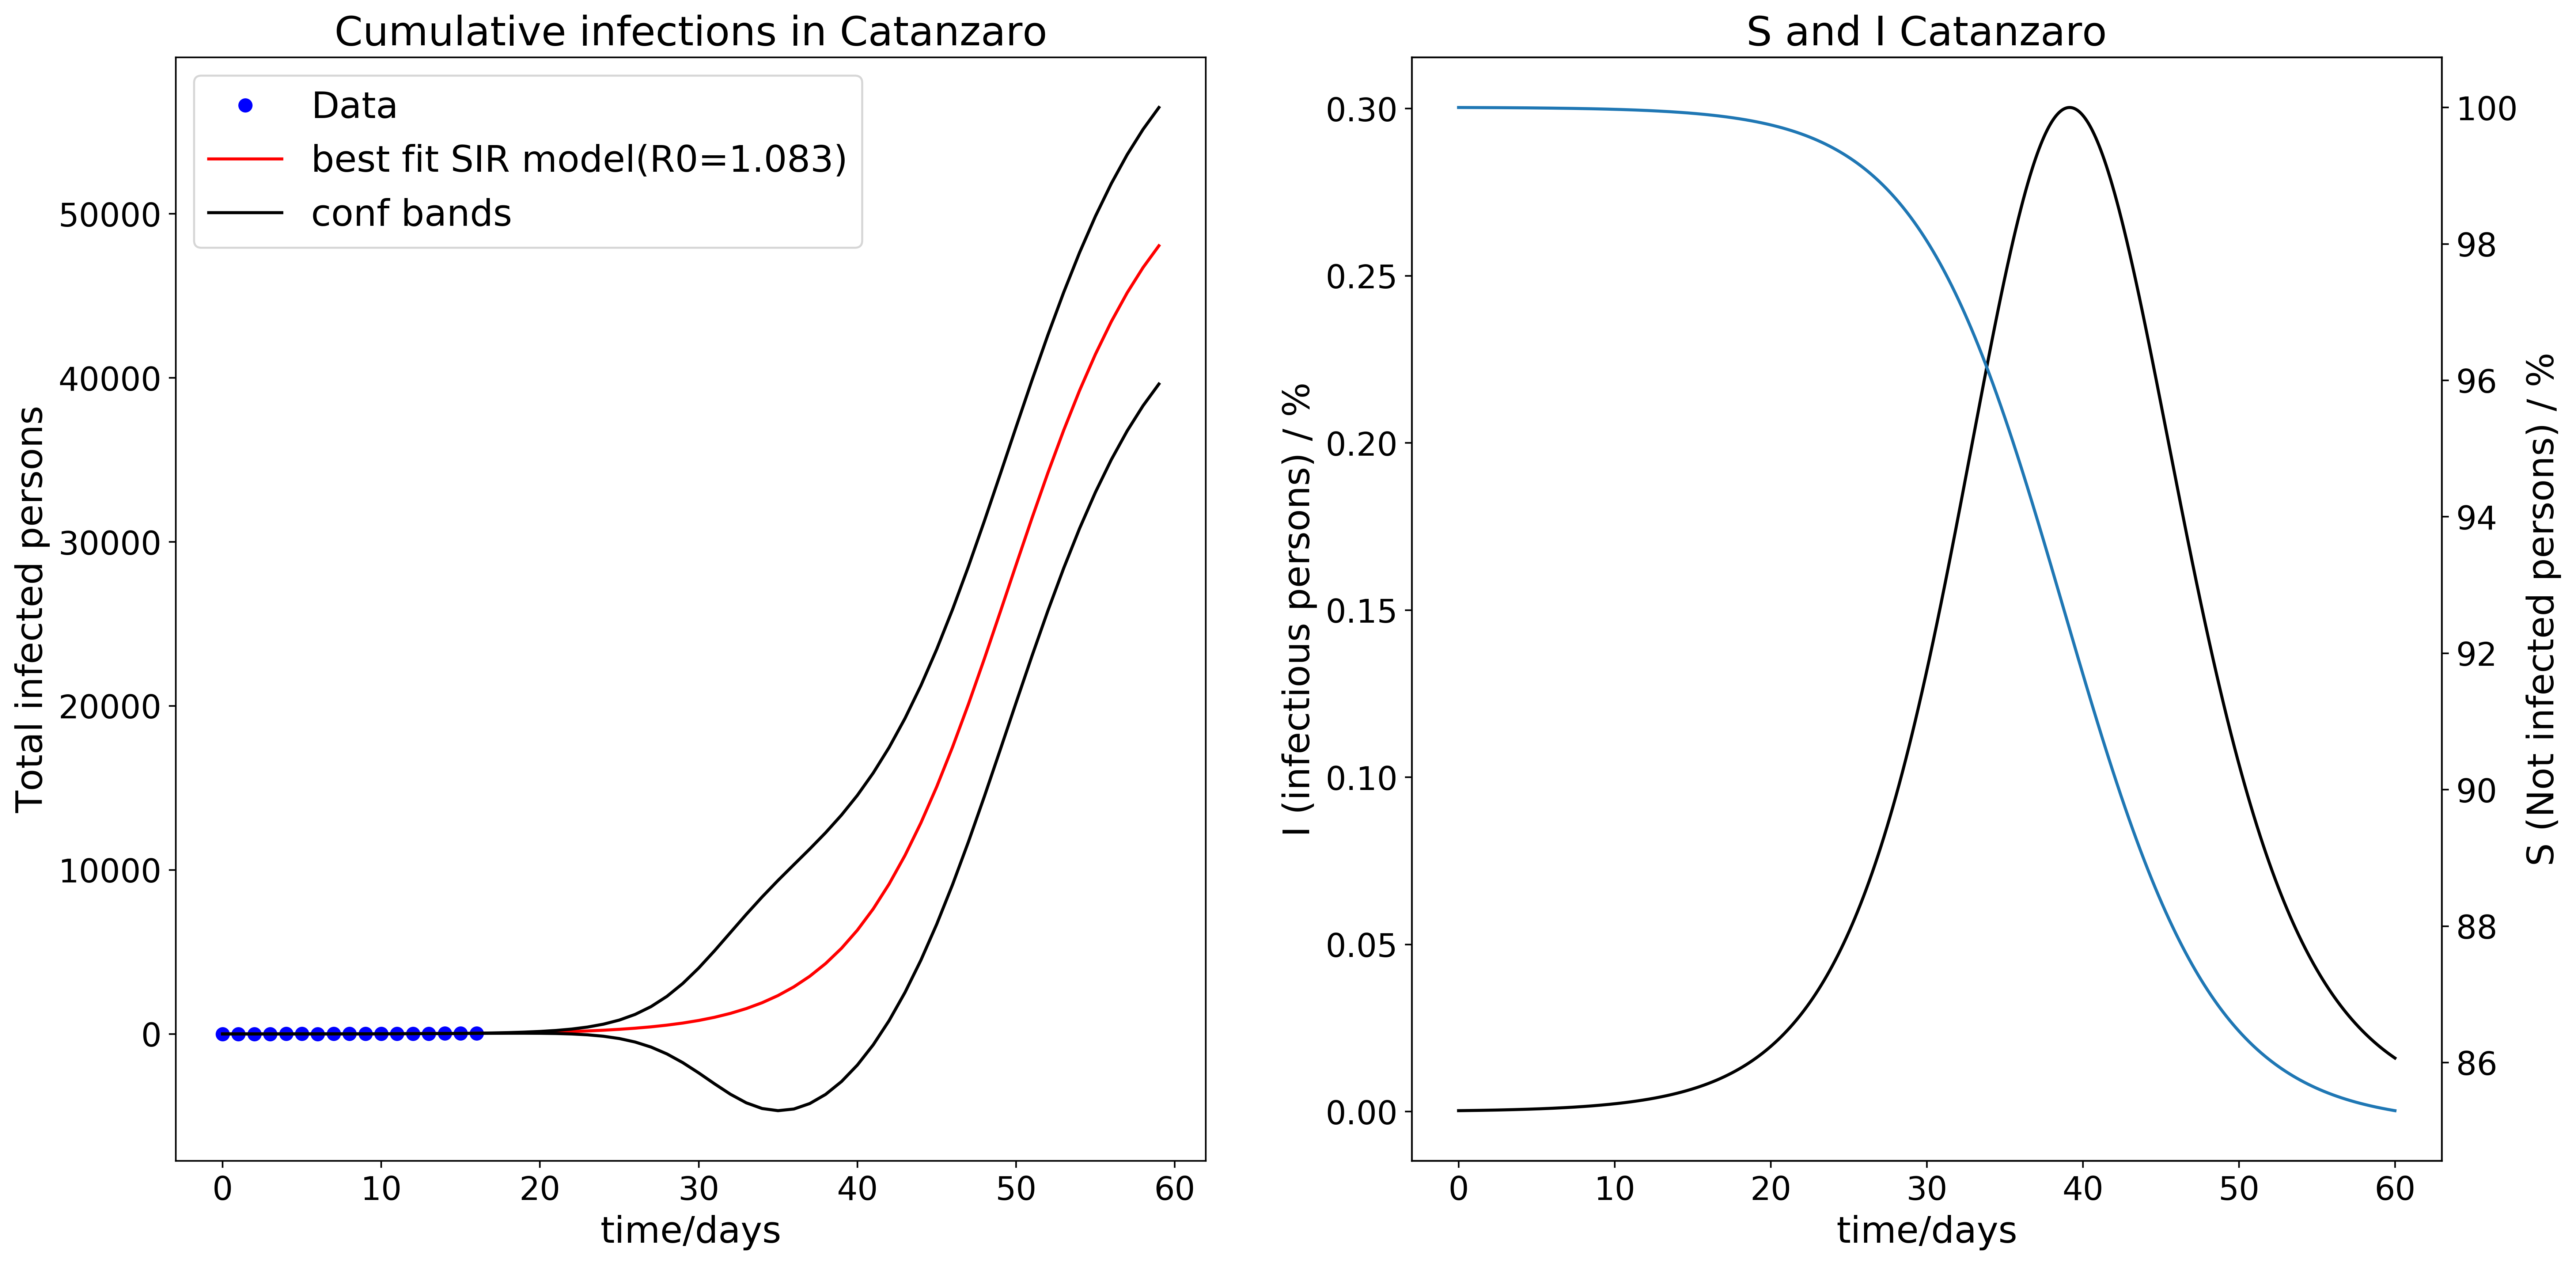 Cumulative infections in Catanzaro
Data
best fit SIR model(R0=1.083)
conf bands
Total infected persons
50000
40000
30000
20000
10000
0
0 10 20 30 40 50 60
time/days
S and I Catanzaro
I (infectious persons) / %
0.30
0.25
0.20
0.15
0.10
0.05
0.00
100
98
96
94
92
90
88
86
S (Not infected persons) / %
0 10 20 30 40 50 60
time/days